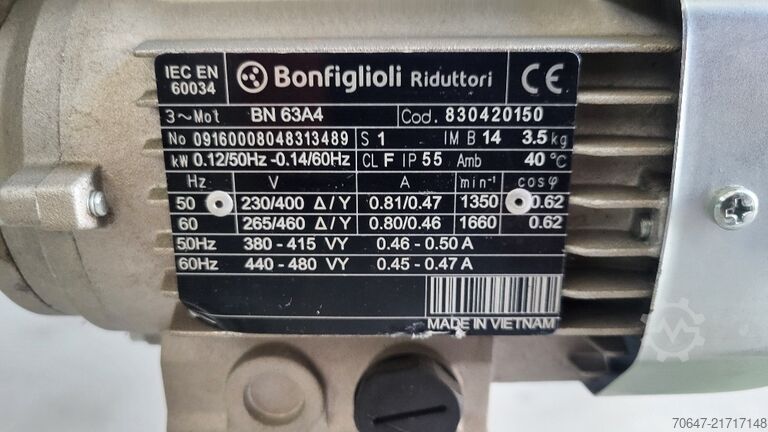 IEC EN
60034
Bonfiglioli Riduttori
CE
3~Mot BN 63A4 Cod. 830420150
No 09160008048313489 S 1 IM B 14 3.5 kg
kW 0.12/50Hz -0.14/60Hz CL F IP 55 Amb 40 °C
Hz V A min-1 cosφ
50 230/400 Δ/Y 0.81/0.47 1350 0.62
60 265/460 Δ/Y 0.80/0.46 1660 0.62
50Hz 380 - 415 VY 0.46 - 0.50 A
60Hz 440 - 480 VY 0.45 - 0.47 A
MADE IN VIETNAM
70647-21717148